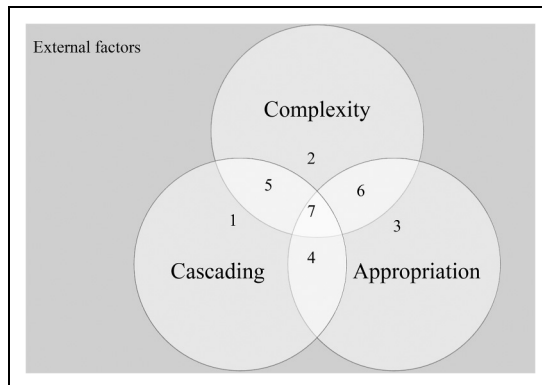 External factors
Complexity
2
5
6
7
1
3
4
Cascading
Appropriation